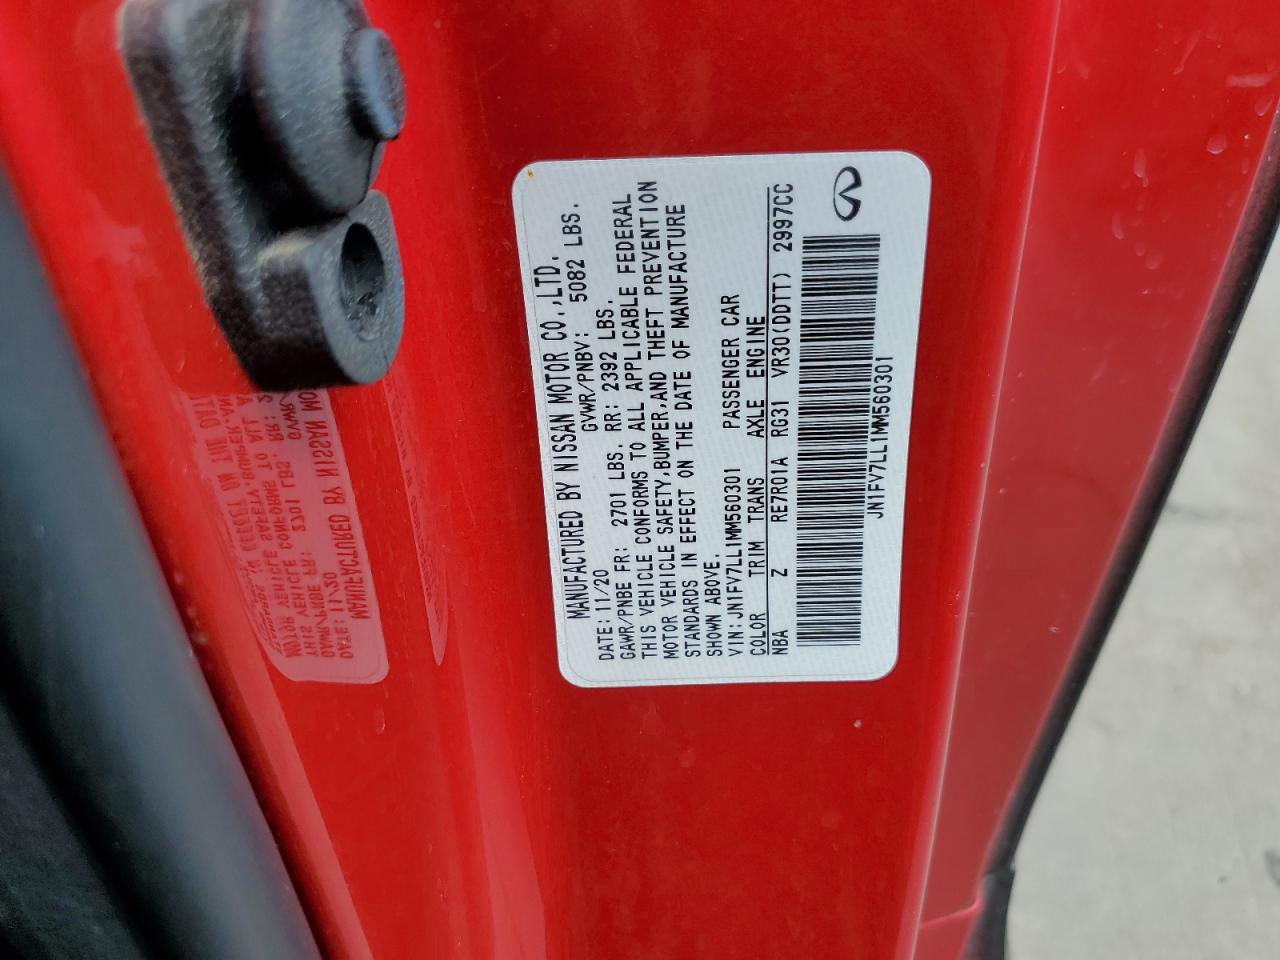 MANUFACTURED BY NISSAN MOTOR CO.,LTD.
DATE: 11/20 GVWR/PNBV: 5082 LBS.
GAWR/PNBE FR: 2701 LBS. RR: 2392 LBS.
THIS VEHICLE CONFORMS TO ALL APPLICABLE FEDERAL
MOTOR VEHICLE SAFETY,BUMPER,AND THEFT PREVENTION
STANDARDS IN EFFECT ON THE DATE OF MANUFACTURE
SHOWN ABOVE.
VIN:JN1FV7LL1MM560301 PASSENGER CAR
COLOR TRIM TRANS AXLE ENGINE
NBA Z RE7R01A RG31 VR30(DDTT) 2997CC
JN1FV7LL1MM560301